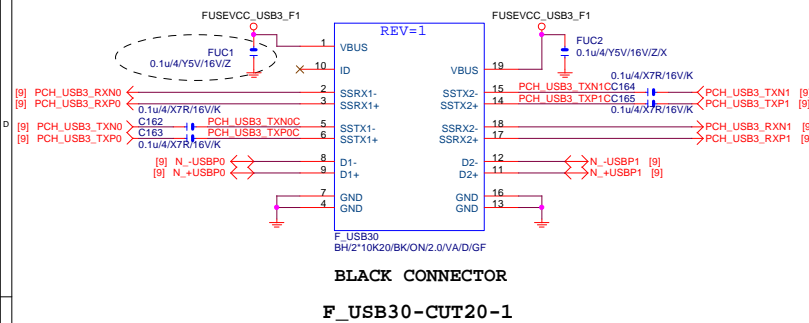 FUSEVCC_USB3_F1 FUSEVCC_USB3_F1
REV=1
FUC1
0.1u/4/Y5V/16V/Z
FUC2
0.1u/4/Y5V/16V/Z/X
1 VBUS
10 ID VBUS 19
[9] PCH_USB3_RXN0 2 SSRX1- SSTX2- 15 PCH_USB3_TXN1C C164 0.1u/4/X7R/16V/K PCH_USB3_TXN1 [9]
[9] PCH_USB3_RXP0 3 SSRX1+ SSTX2+ 14 PCH_USB3_TXP1C C165 0.1u/4/X7R/16V/K PCH_USB3_TXP1 [9]
0.1u/4/X7R/16V/K
[9] PCH_USB3_TXN0 C162 PCH_USB3_TXN0C 5 SSTX1- SSRX2- 18 PCH_USB3_RXN1 [9]
[9] PCH_USB3_TXP0 C163 PCH_USB3_TXP0C 6 SSTX1+ SSRX2+ 17 PCH_USB3_RXP1 [9]
0.1u/4/X7R/16V/K
[9] N_-USBP0 8 D1- D2- 12 N_-USBP1 [9]
[9] N_+USBP0 9 D1+ D2+ 11 N_+USBP1 [9]
7 GND GND 16
4 GND GND 13
D
F_USB30
BH/2*10K20/BK/ON/2.0/VA/D/GF
BLACK CONNECTOR
F_USB30-CUT20-1